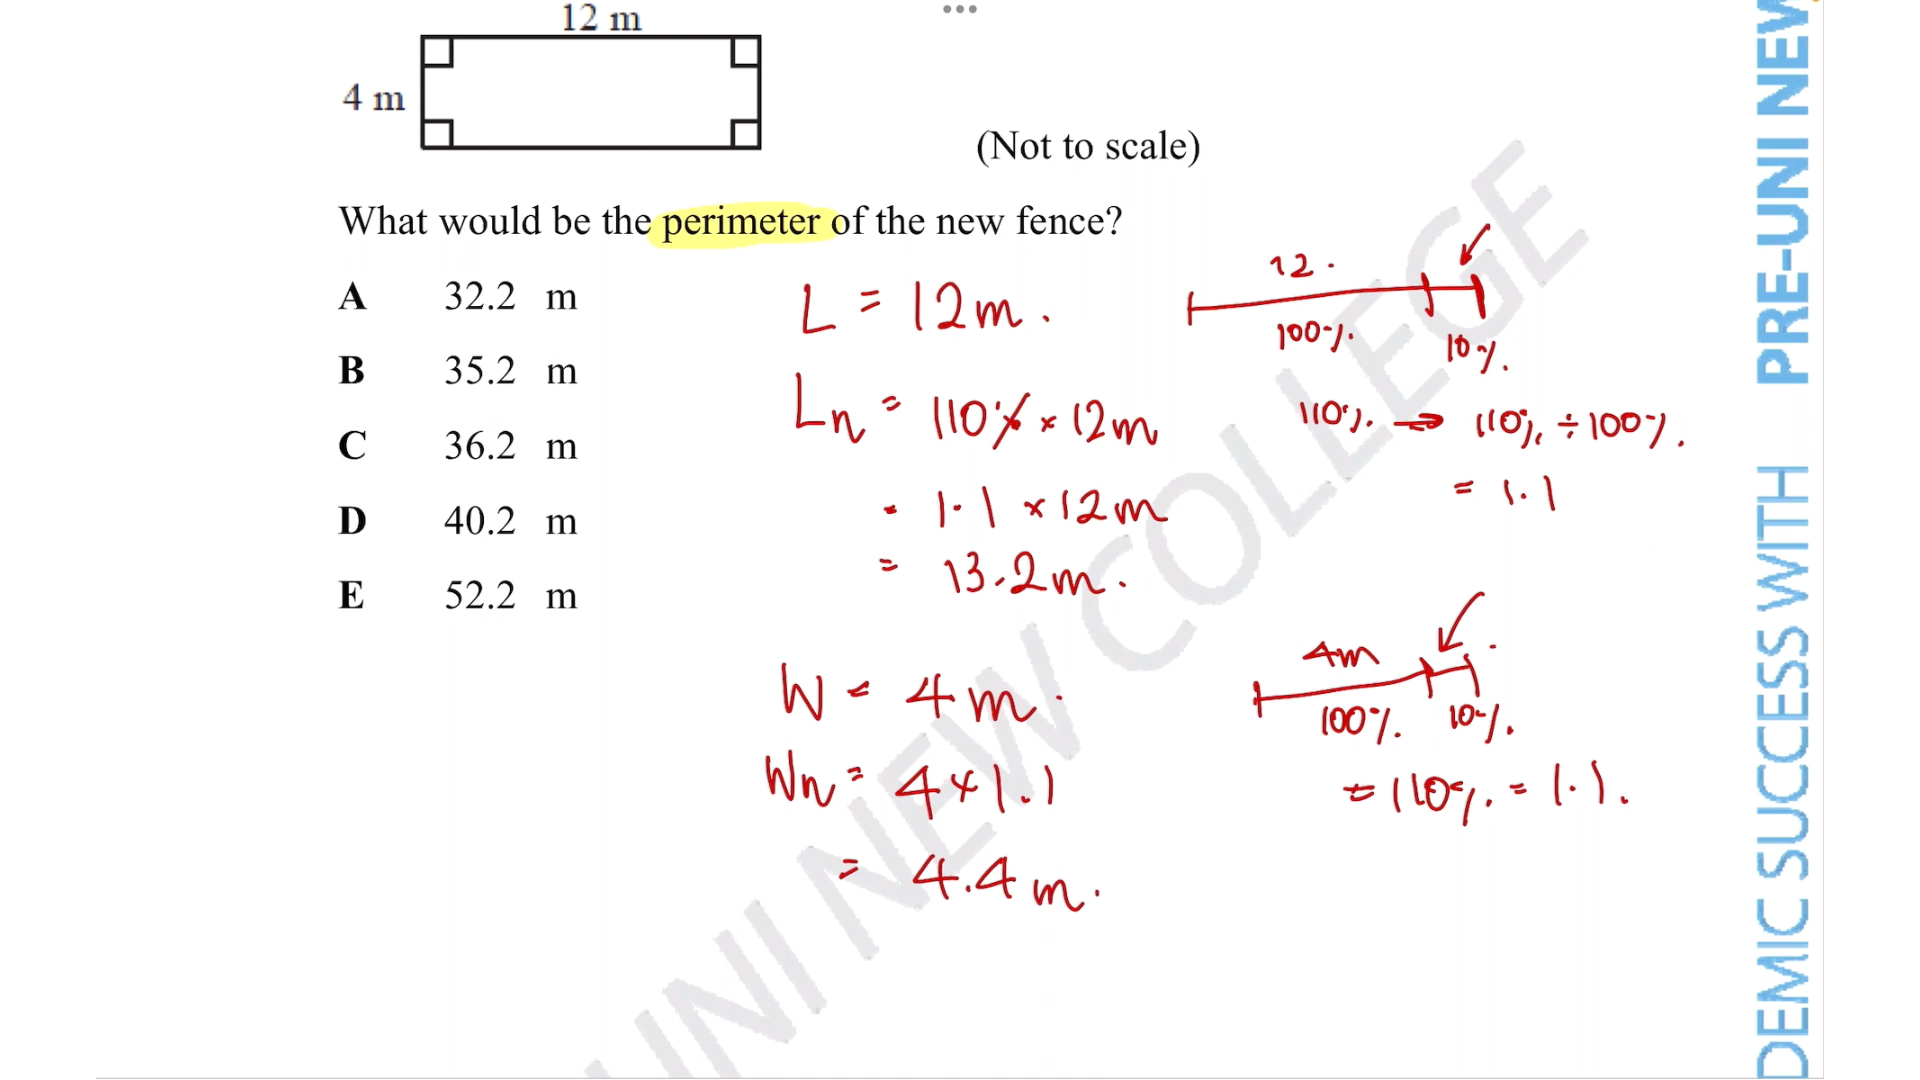 12 m
4 m
(Not to scale)
What would be the perimeter of the new fence?
A 32.2 m
B 35.2 m
C 36.2 m
D 40.2 m
E 52.2 m
L = 12m.
Ln = 110% × 12m
= 1.1 × 12m
= 13.2m.
W = 4m.
Wn = 4 × 1.1
= 4.4m.
12.
100%. 10%.
110%. → 110% ÷ 100%.
= 1.1
4m
100%. 10%.
= 110%. = 1.1.
UNI NEW COLLEGE
DEMIC SUCCESS WITH PRE-UNI NEW